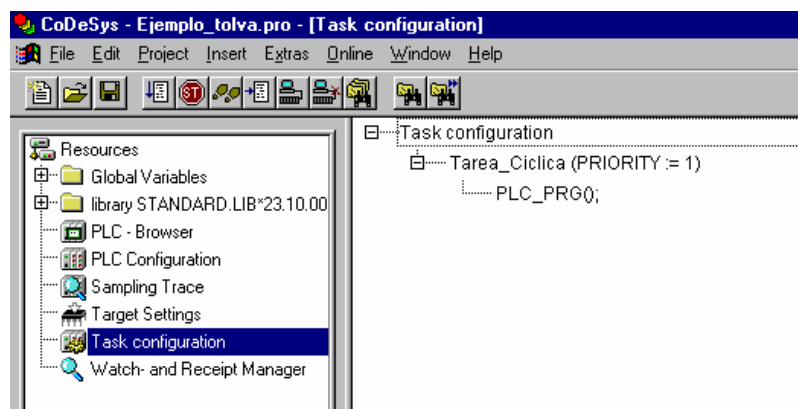 CoDeSys - Ejemplo_tolva.pro - [Task configuration]
File Edit Project Insert Extras Online Window Help
ST
Resources
Global Variables
library STANDARD.LIB*23.10.00
PLC - Browser
PLC Configuration
Sampling Trace
Target Settings
Task configuration
Watch- and Receipt Manager
Task configuration
Tarea_Ciclica (PRIORITY := 1)
PLC_PRG();